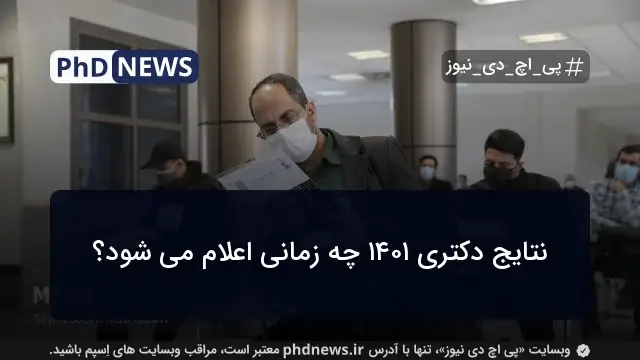 PhD NEWS
#پی_اچ_دی_نیوز
نتایج دکتری ۱۴۰۱ چه زمانی اعلام می شود؟
وبسایت «پی اچ دی نیوز»، تنها با آدرس phdnews.ir معتبر است، مراقب وبسایت های اِسپم باشید.